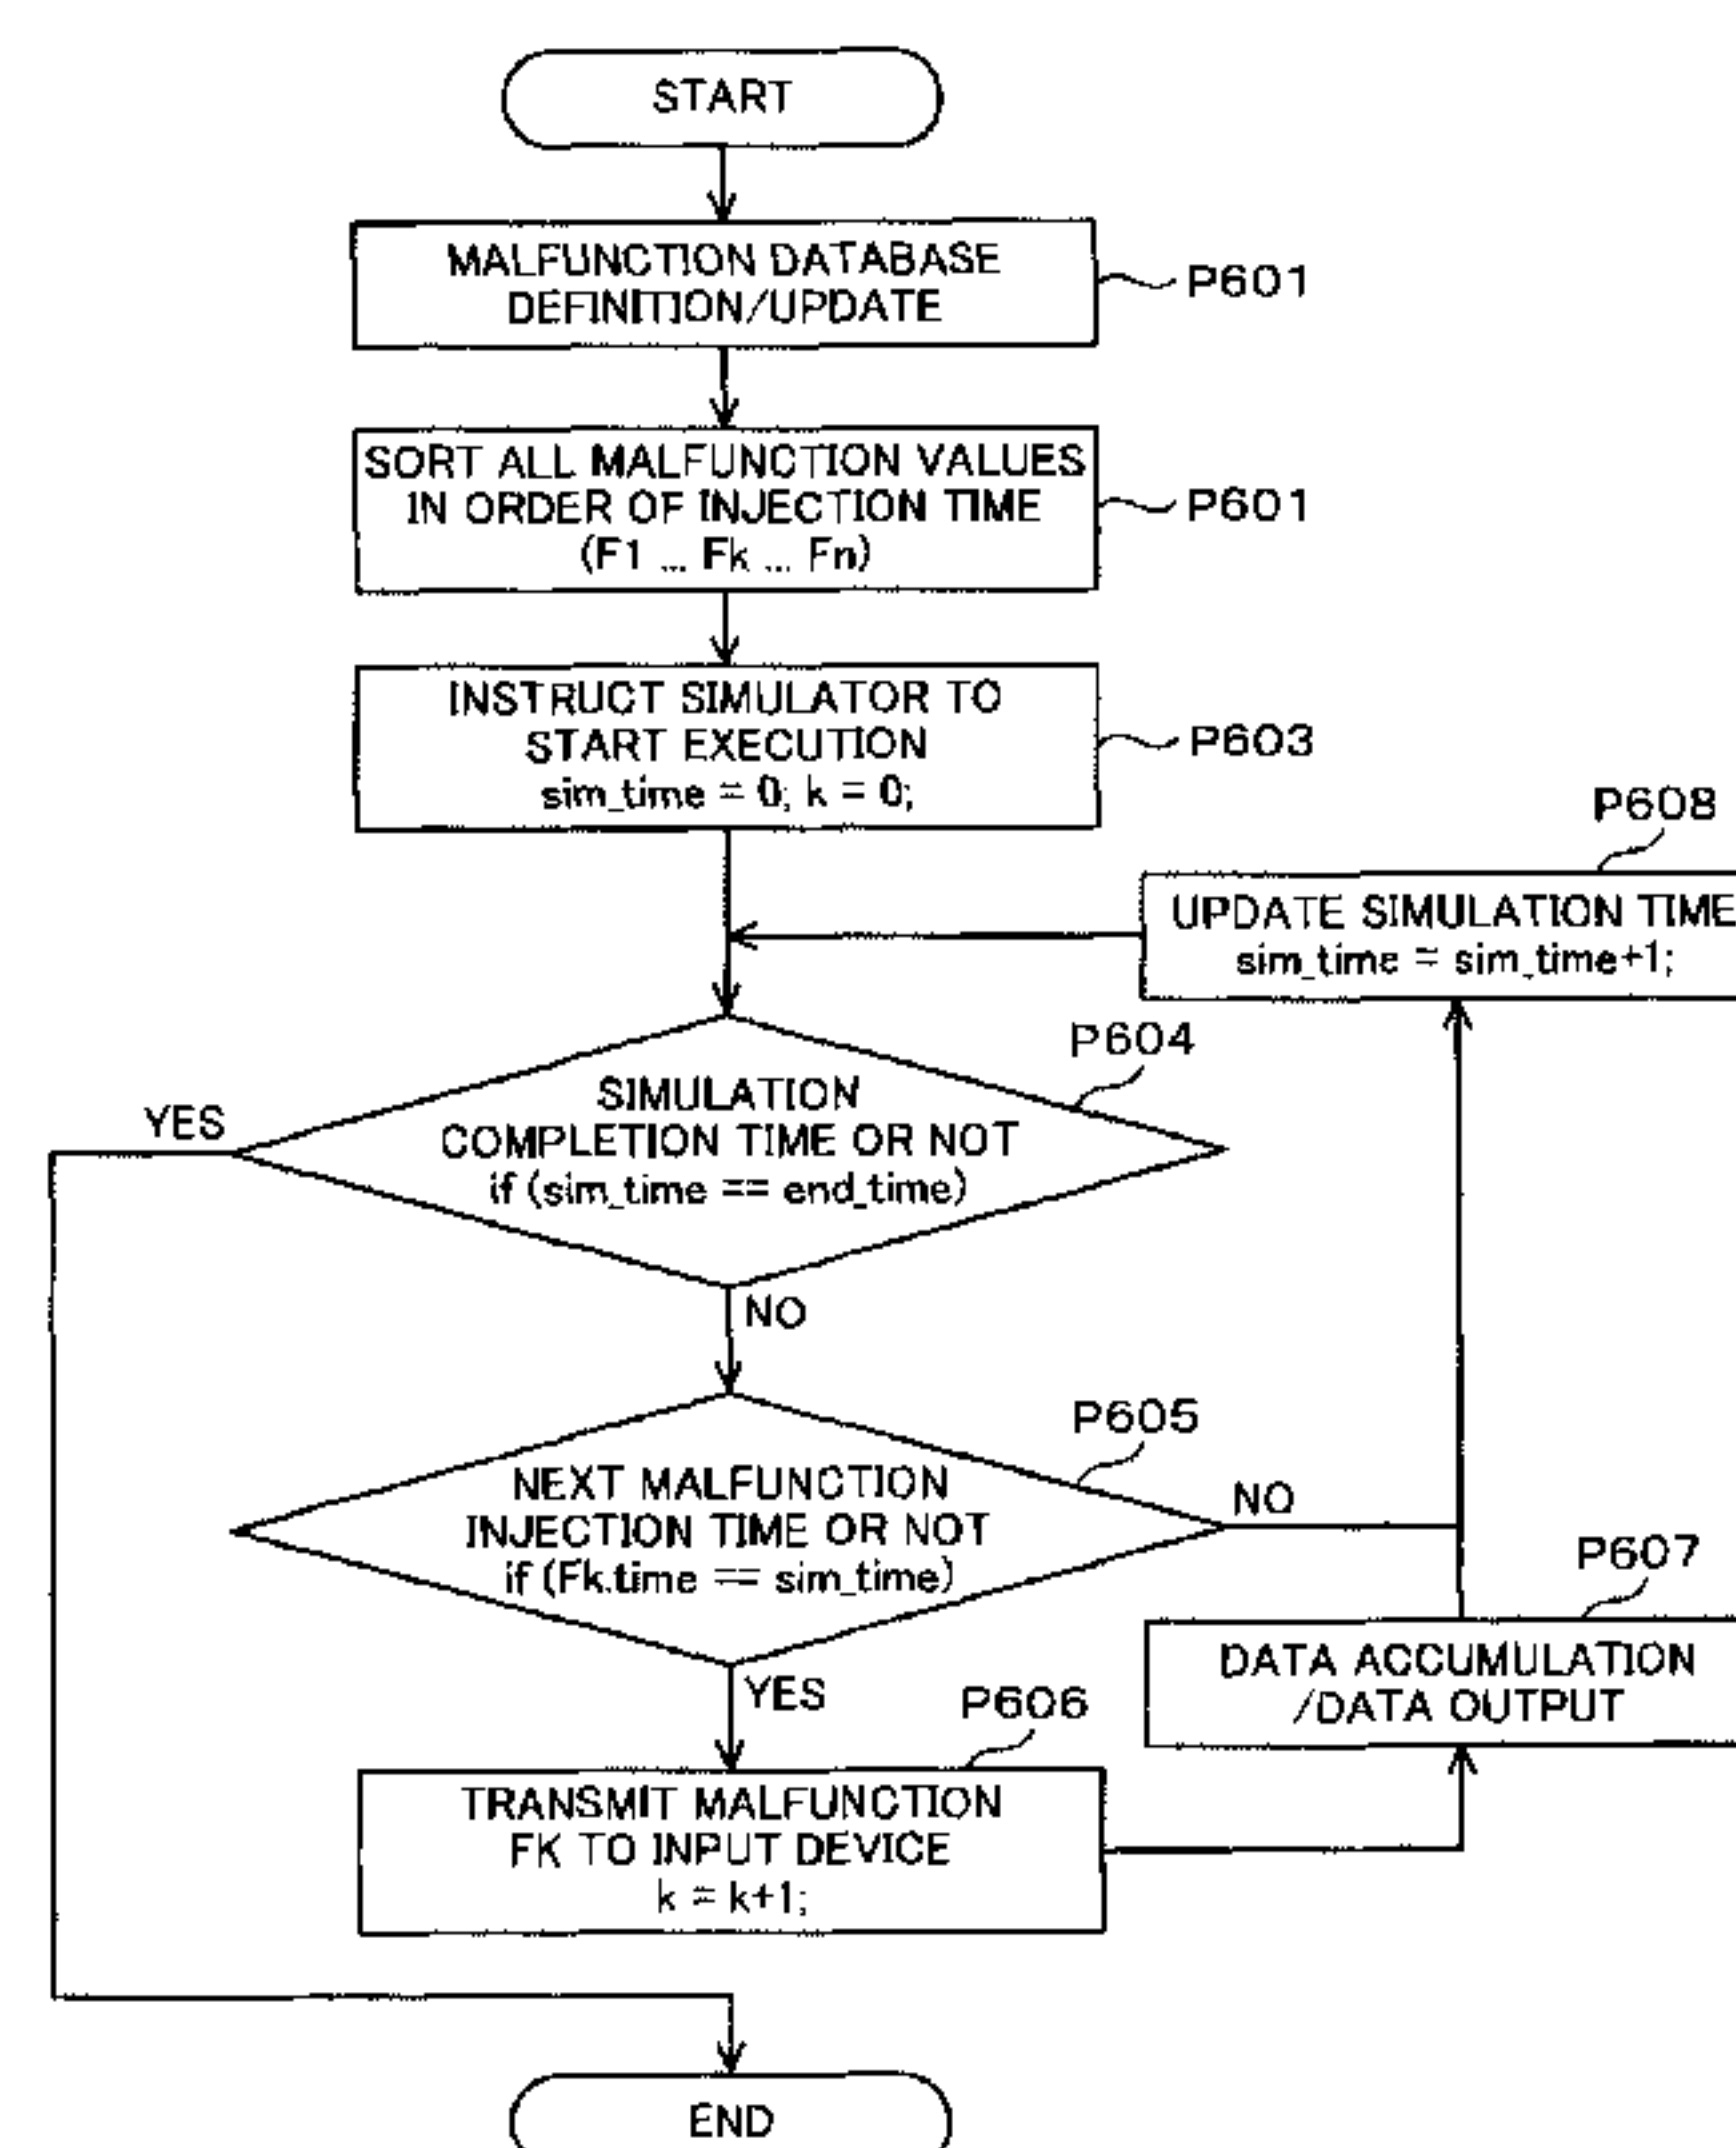 START
MALFUNCTION DATABASE
DEFINITION/UPDATE
P601
SORT ALL MALFUNCTION VALUES
IN ORDER OF INJECTION TIME
(F1 ... Fk ... Fn)
P601
INSTRUCT SIMULATOR TO
START EXECUTION
sim_time = 0; k = 0;
P603
P608
UPDATE SIMULATION TIME
sim_time = sim_time+1;
P604
SIMULATION
COMPLETION TIME OR NOT
if (sim_time == end_time)
YES
NO
P605
NEXT MALFUNCTION
INJECTION TIME OR NOT
if (Fk.time == sim_time)
NO
YES
P607
DATA ACCUMULATION
/DATA OUTPUT
P606
TRANSMIT MALFUNCTION
FK TO INPUT DEVICE
k = k+1;
END